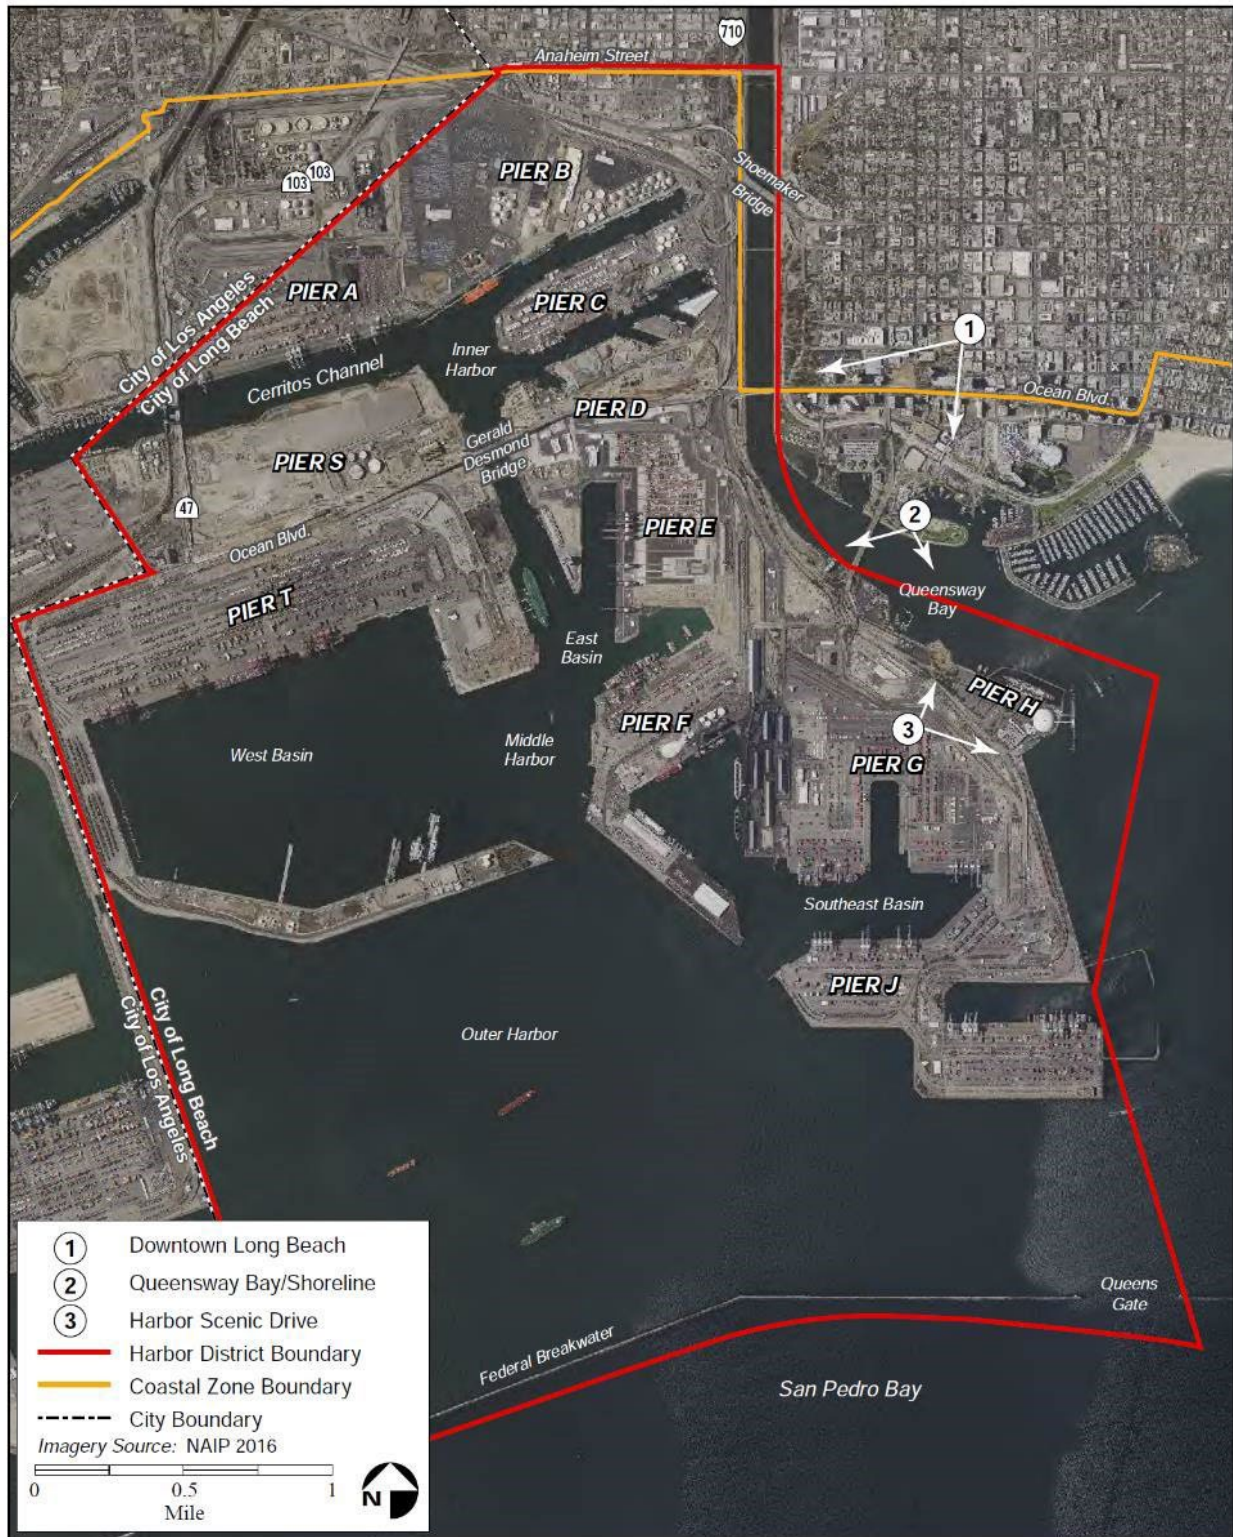 710
Anaheim Street
Shoemaker
Bridge
PIER B
103
103
PIER A
PIER C
City of Los Angeles
City of Long Beach
Inner
Harbor
1
Cerritos Channel
Ocean Blvd.
PIER D
Gerald
Desmond
Bridge
PIER S
47
PIER E
2
Ocean Blvd.
Queensway
Bay
PIER T
East
Basin
PIER H
PIER F
3
West Basin
Middle
Harbor
PIER G
Southeast Basin
PIER J
City of Long Beach
City of Los Angeles
Outer Harbor
Queens
Gate
Federal Breakwater
San Pedro Bay
1 Downtown Long Beach
2 Queensway Bay/Shoreline
3 Harbor Scenic Drive
Harbor District Boundary
Coastal Zone Boundary
City Boundary
Imagery Source: NAIP 2016
0 0.5 1
Mile
N